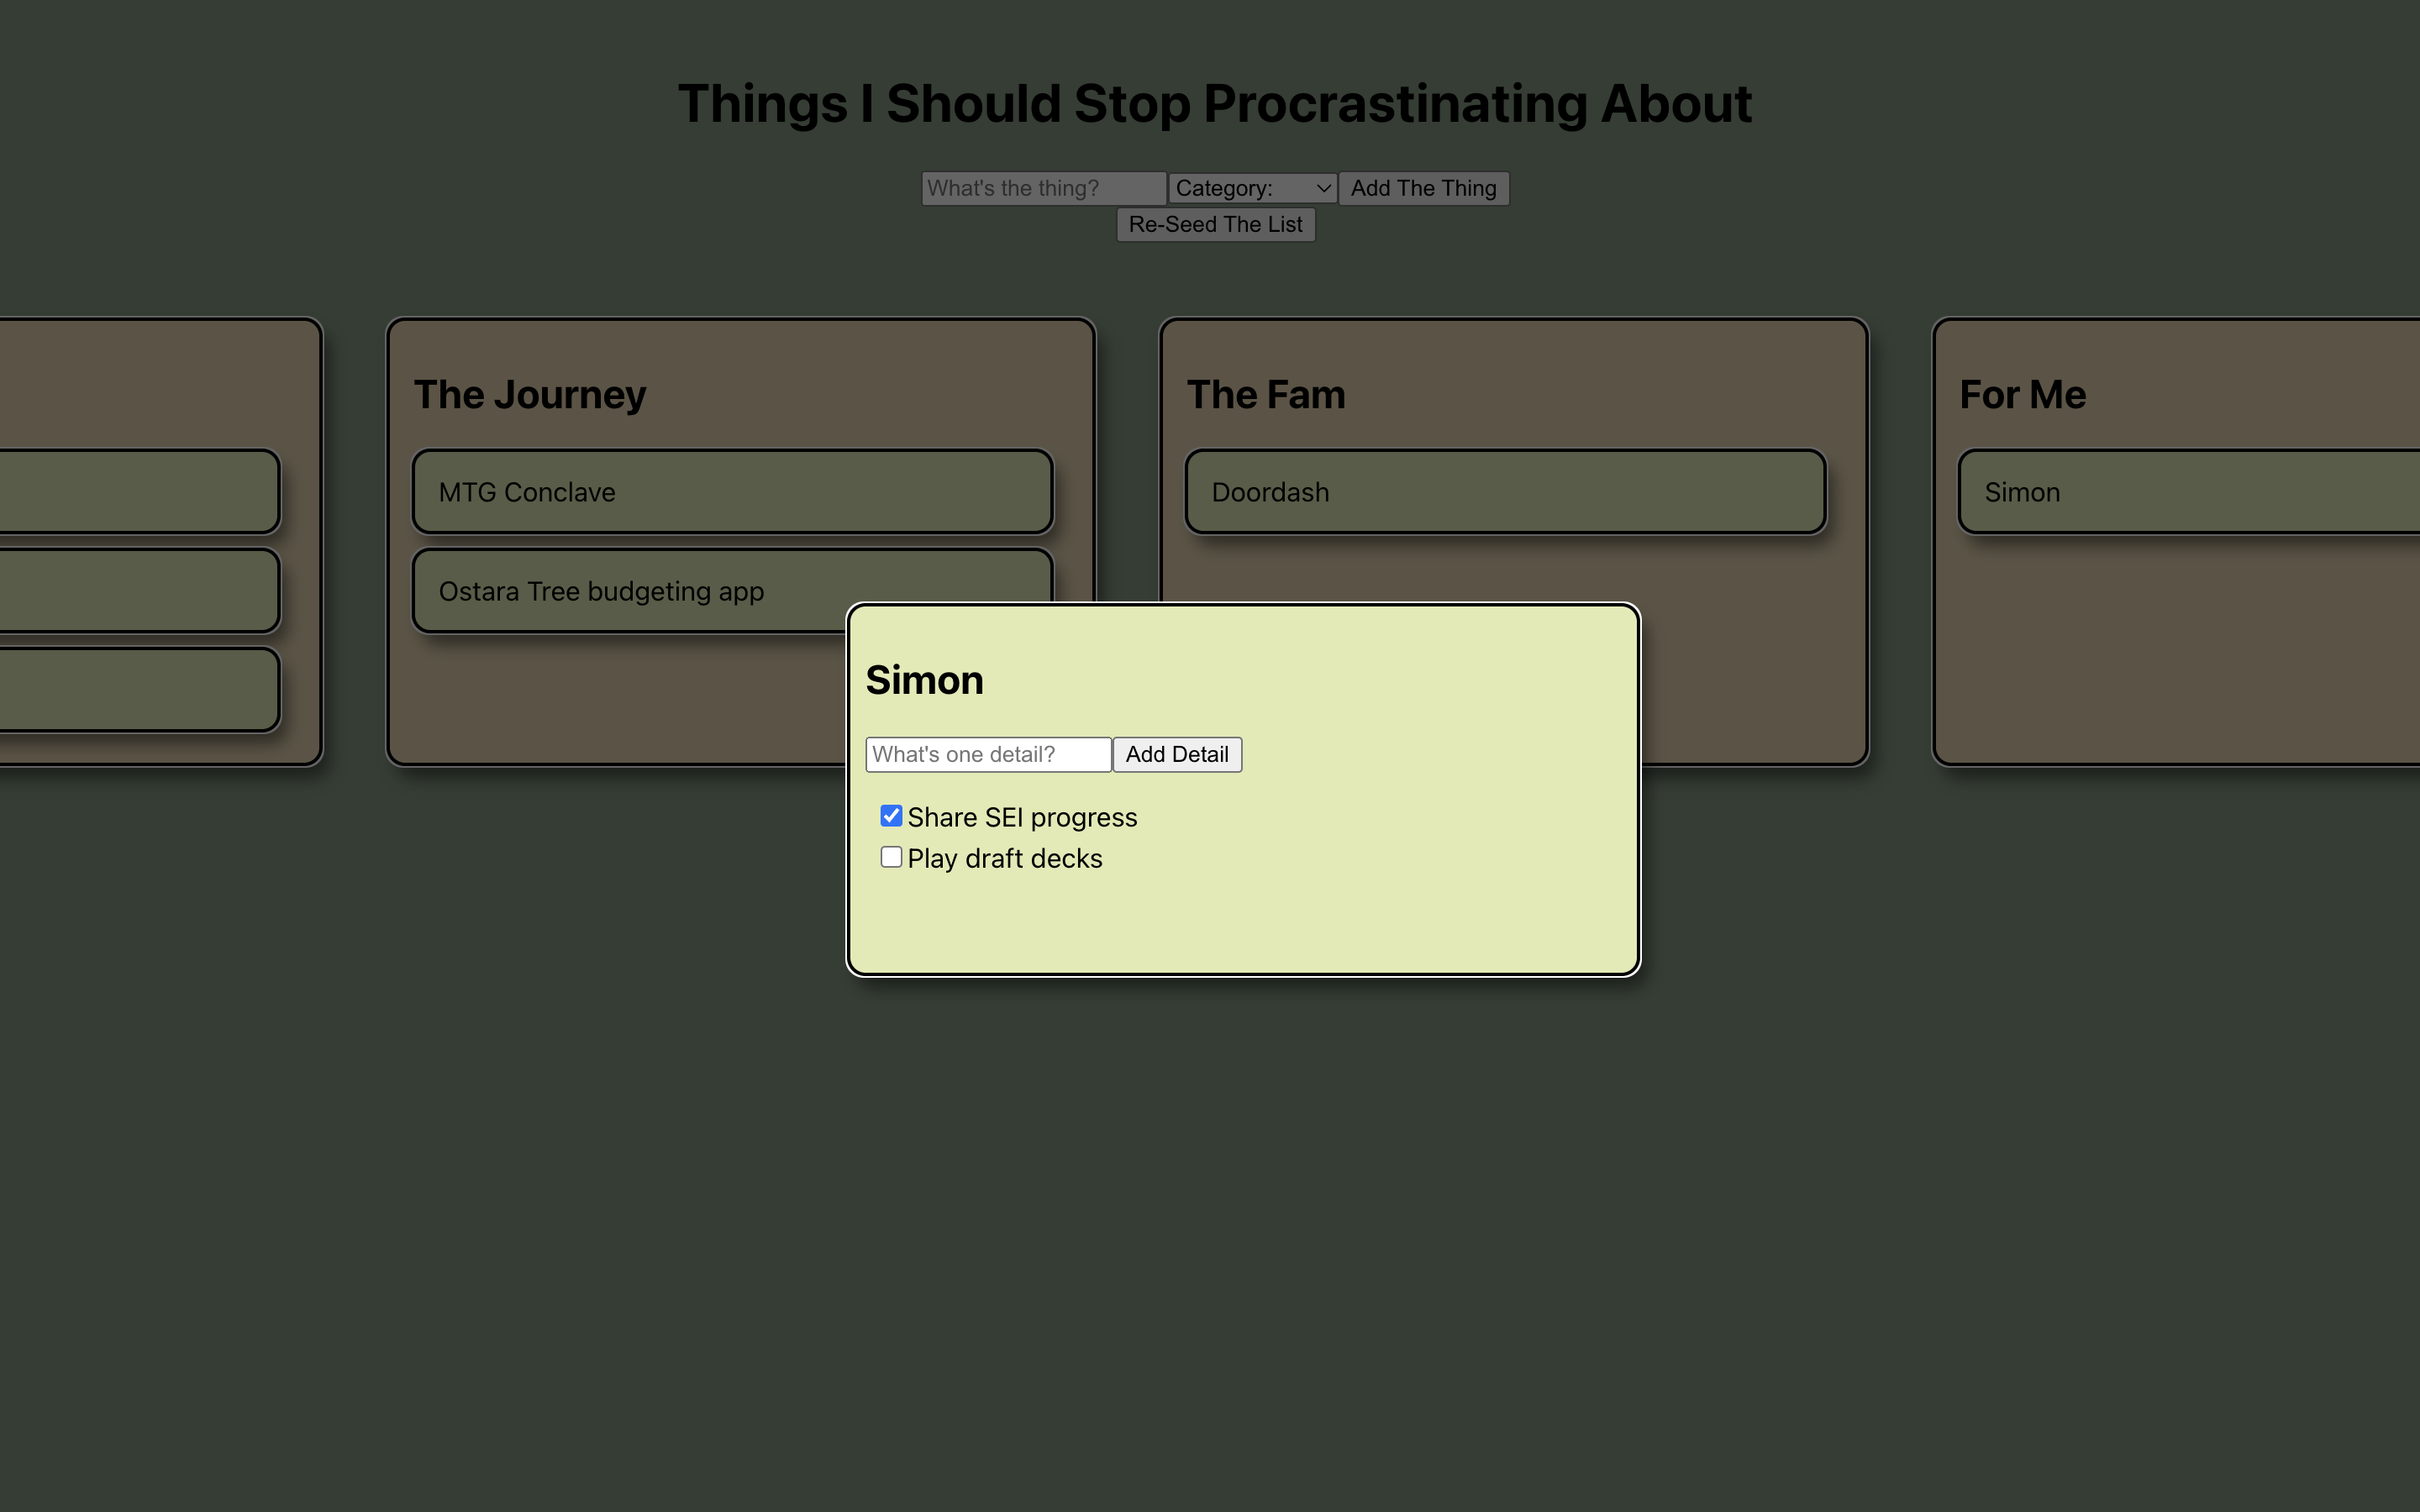 Things I Should Stop Procrastinating About
What's the thing? Category: Add The Thing
Re-Seed The List
The Journey
MTG Conclave
Ostara Tree budgeting app
The Fam
Doordash
For Me
Simon
Simon
What's one detail? Add Detail
Share SEI progress
Play draft decks